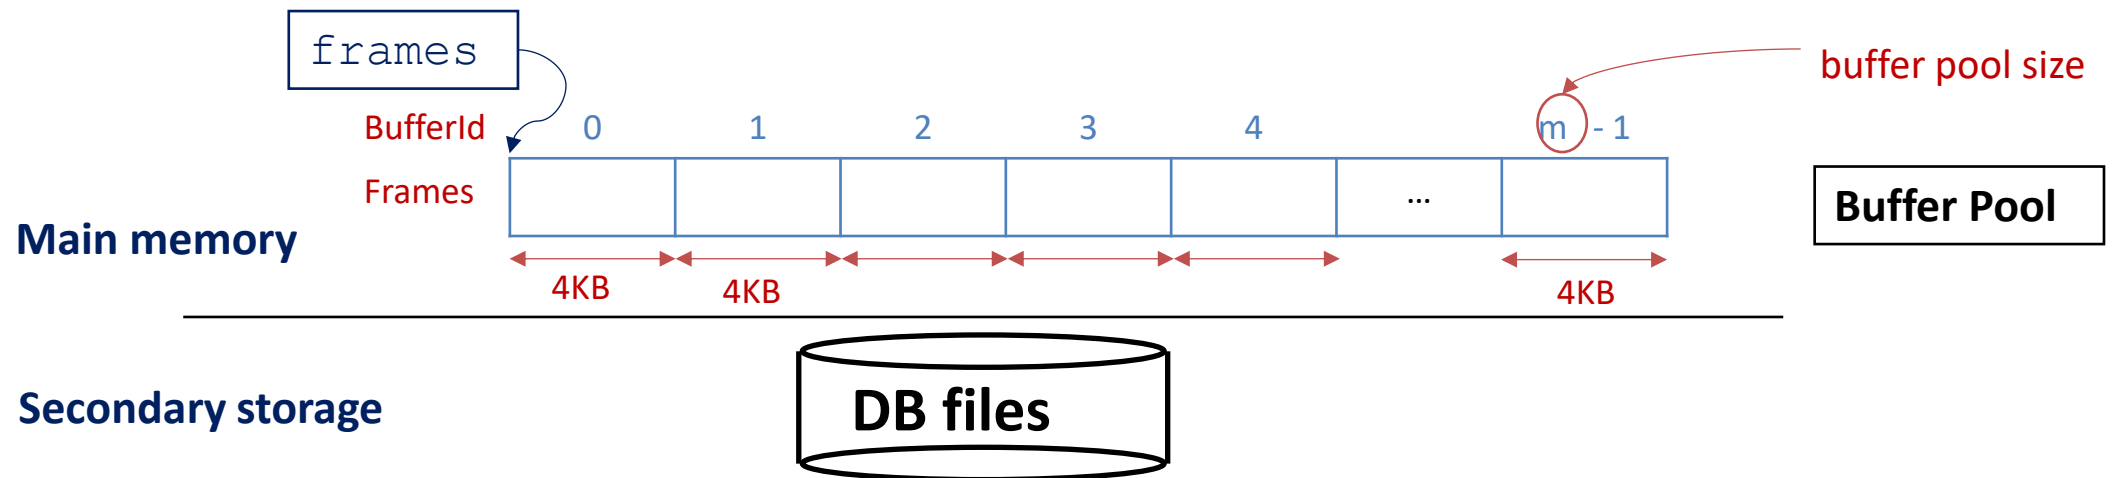 frames
buffer pool size
BufferId 0 1 2 3 4 m - 1
Frames ...
Buffer Pool
Main memory
4KB 4KB 4KB
DB files
Secondary storage